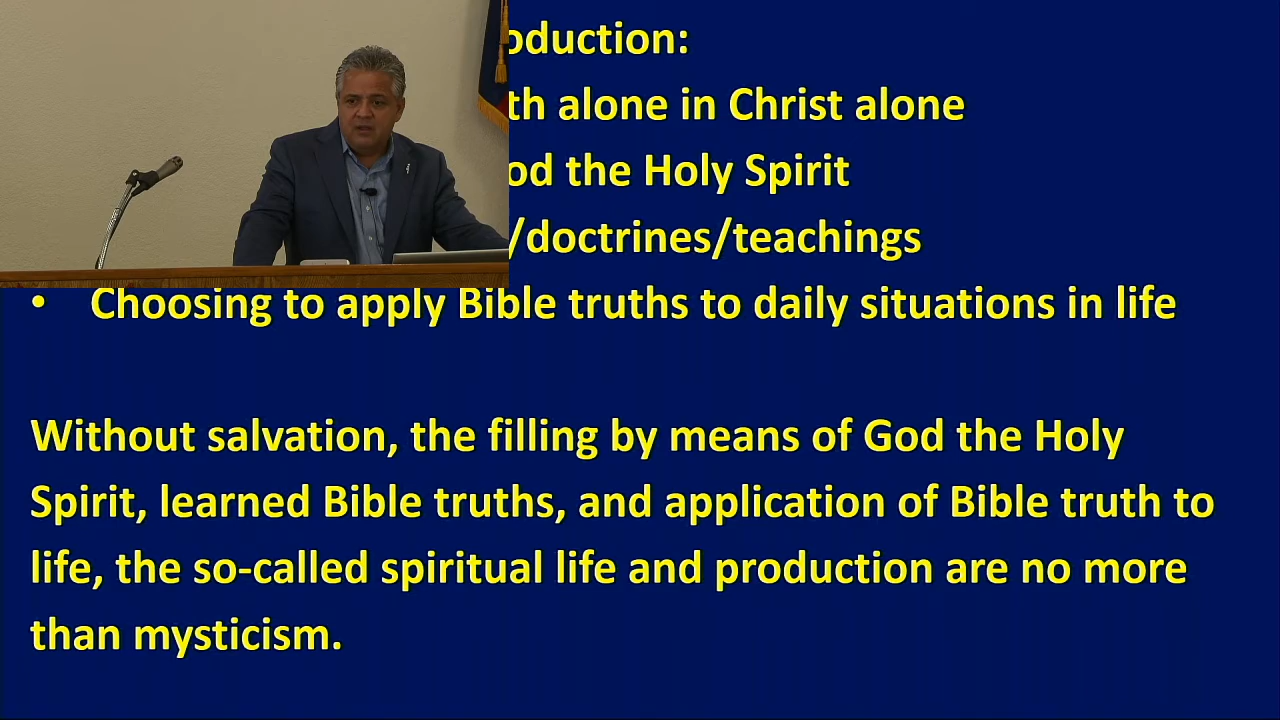 oduction:
th alone in Christ alone
od the Holy Spirit
/doctrines/teachings
• Choosing to apply Bible truths to daily situations in life
Without salvation, the filling by means of God the Holy
Spirit, learned Bible truths, and application of Bible truth to
life, the so-called spiritual life and production are no more
than mysticism.